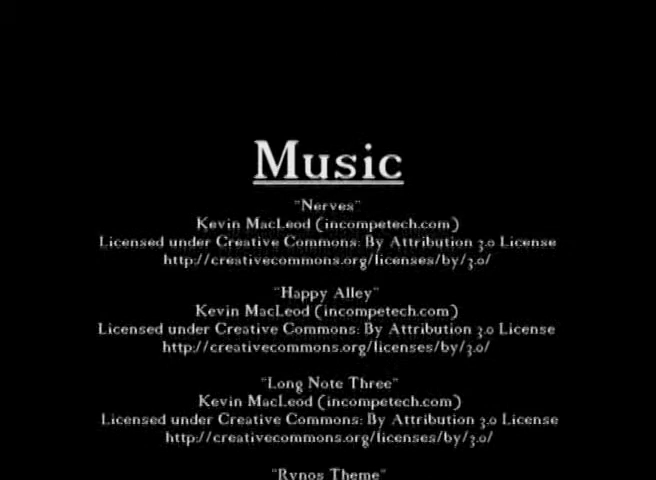 Music
"Nerves"
Kevin MacLeod (incompetech.com)
Licensed under Creative Commons: By Attribution 3.0 License
http://creativecommons.org/licenses/by/3.0/
"Happy Alley"
Kevin MacLeod (incompetech.com)
Licensed under Creative Commons: By Attribution 3.0 License
http://creativecommons.org/licenses/by/3.0/
"Long Note Three"
Kevin MacLeod (incompetech.com)
Licensed under Creative Commons: By Attribution 3.0 License
http://creativecommons.org/licenses/by/3.0/
"Rynos Theme"